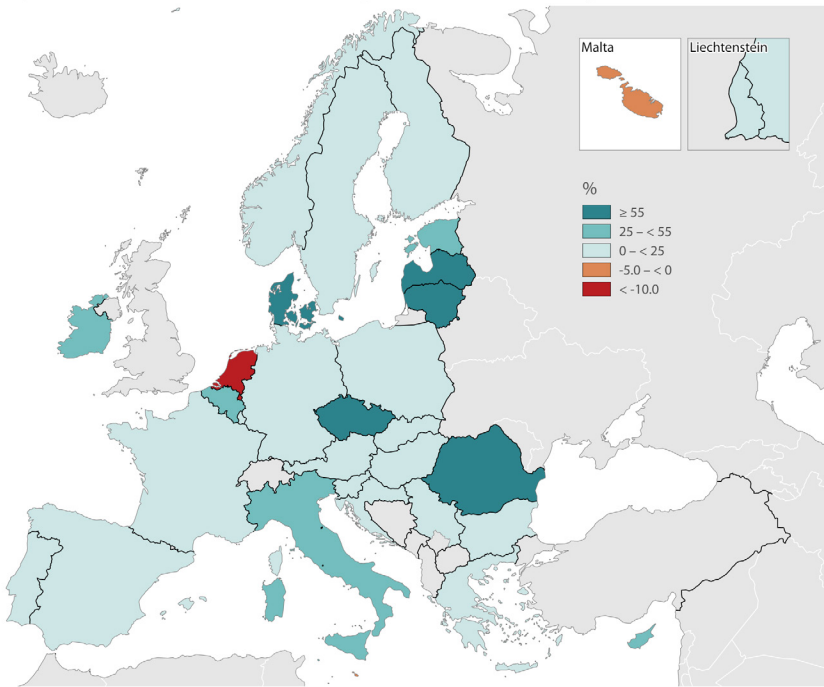 Malta
Liechtenstein
%
≥ 55
25 – < 55
0 – < 25
-5.0 – < 0
< -10.0